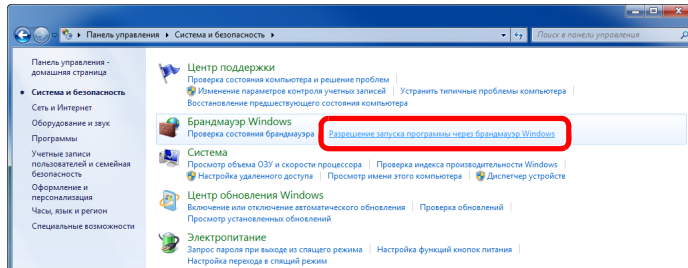 Панель управления ▸ Система и безопасность ▸
Поиск в панели управления
Панель управления -
домашняя страница
Система и безопасность
Сеть и Интернет
Оборудование и звук
Программы
Учетные записи
пользователей и семейная
безопасность
Оформление и
персонализация
Часы, язык и регион
Специальные возможности
Центр поддержки
Проверка состояния компьютера и решение проблем
Изменение параметров контроля учетных записей
Устранить типичные проблемы компьютера
Восстановление предшествующего состояния компьютера
Брандмауэр Windows
Проверка состояния брандмауэра
Разрешение запуска программы через брандмауэр Windows
Система
Просмотр объема ОЗУ и скорости процессора
Проверка индекса производительности Windows
Настройка удаленного доступа
Просмотр имени этого компьютера
Диспетчер устройств
Центр обновления Windows
Включение или отключение автоматического обновления
Проверка обновлений
Просмотр установленных обновлений
Электропитание
Запрос пароля при выходе из спящего режима
Настройка функций кнопок питания
Настройка перехода в спящий режим